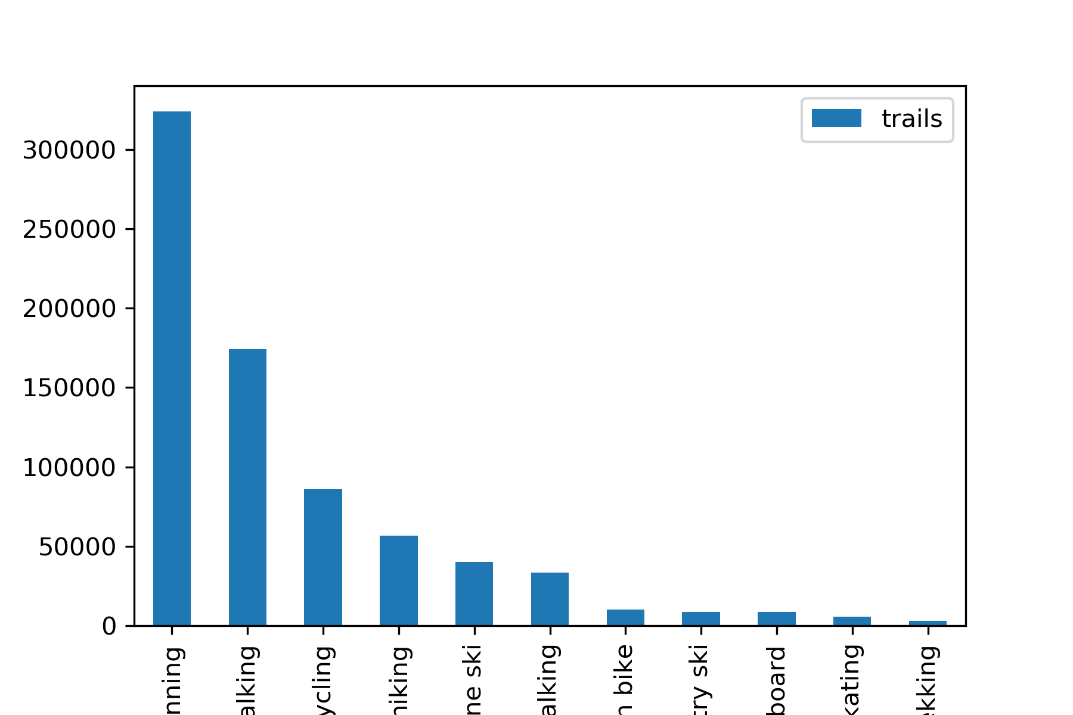 trails
300000
250000
200000
150000
100000
50000
0
nning
alking
ycling
hiking
ne ski
alking
n bike
try ski
board
kating
ekking